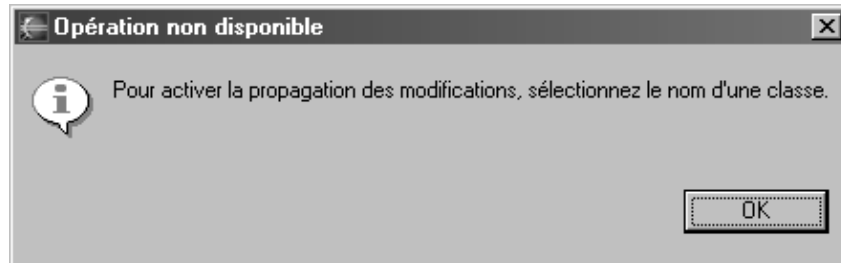 Opération non disponible
Pour activer la propagation des modifications, sélectionnez le nom d'une classe.
OK